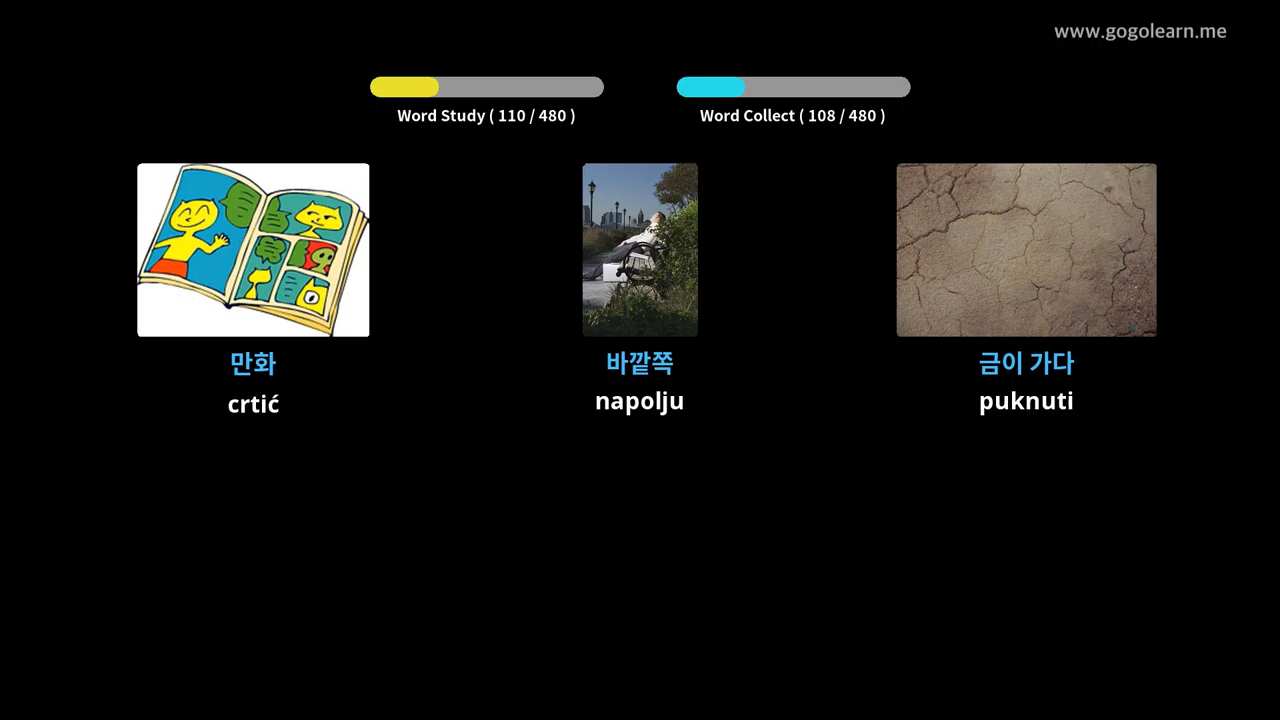 www.gogolearn.me
Word Study ( 110 / 480 )
Word Collect ( 108 / 480 )
만화
crtić
바깥쪽
napolju
금이 가다
puknuti